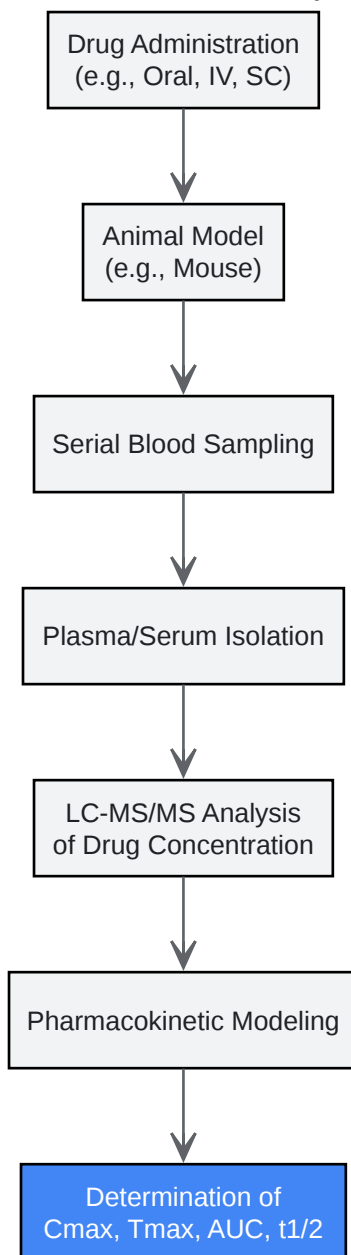 Drug Administration
(e.g., Oral, IV, SC)
Animal Model
(e.g., Mouse)
Serial Blood Sampling
Plasma/Serum Isolation
LC-MS/MS Analysis
of Drug Concentration
Pharmacokinetic Modeling
Determination of
Cmax, Tmax, AUC, t1/2